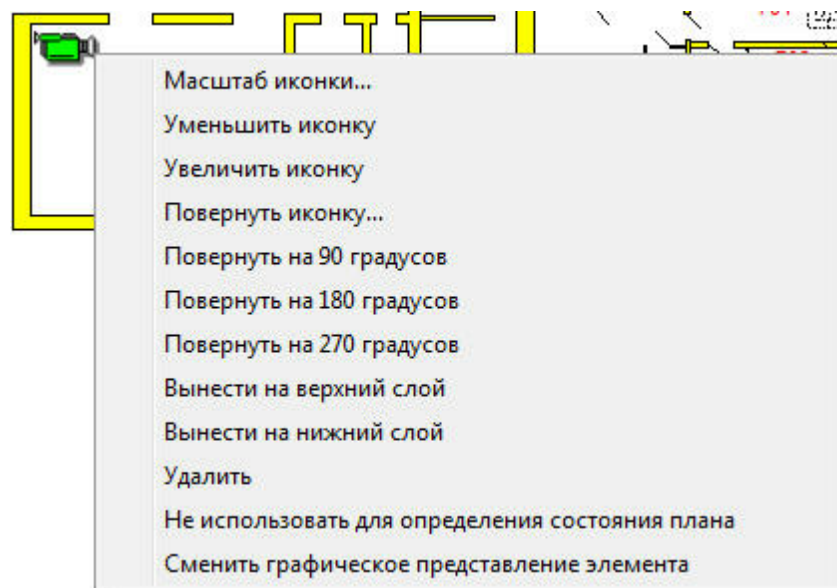 Масштаб иконки...
Уменьшить иконку
Увеличить иконку
Повернуть иконку...
Повернуть на 90 градусов
Повернуть на 180 градусов
Повернуть на 270 градусов
Вынести на верхний слой
Вынести на нижний слой
Удалить
Не использовать для определения состояния плана
Сменить графическое представление элемента